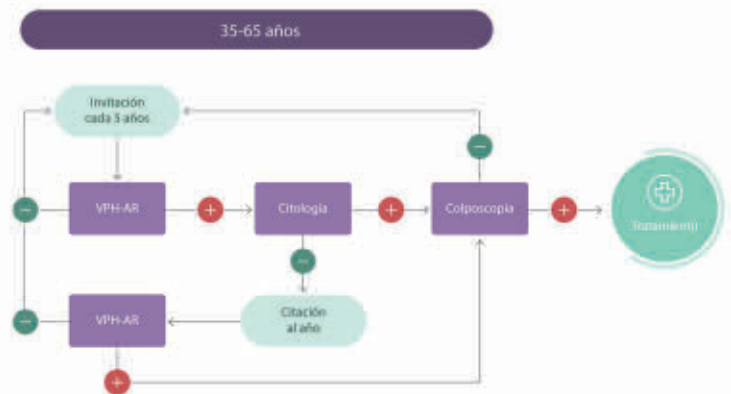 35-65 años
Invitación
cada 5 años
VPH-AR
+
Citología
+
Colposcopia
+
Tratamiento
−
−
−
VPH-AR
−
Citación
al año
+